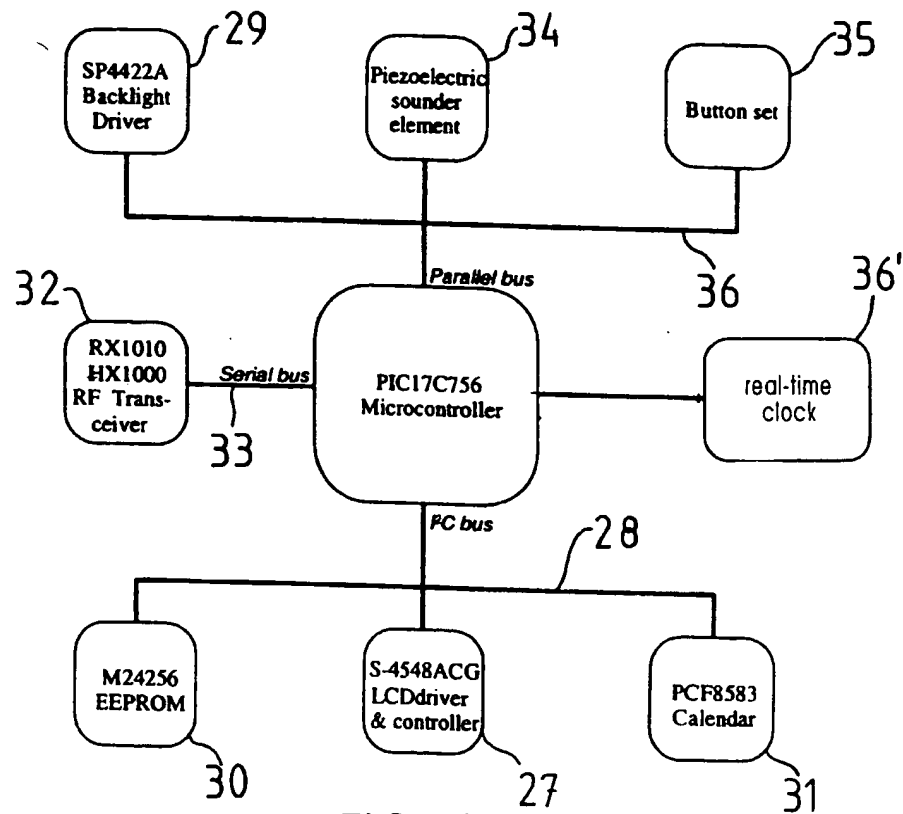 29
34
35
SP4422A
Backlight
Driver
Piezoelectric
sounder
element
Button set
36
36'
Parallel bus
32
RX1010
HX1000
RF Trans-
ceiver
Serial bus
33
PIC17C756
Microcontroller
real-time
clock
I²C bus
28
M24256
EEPROM
S-4548ACG
LCDdriver
& controller
PCF8583
Calendar
30
27
31